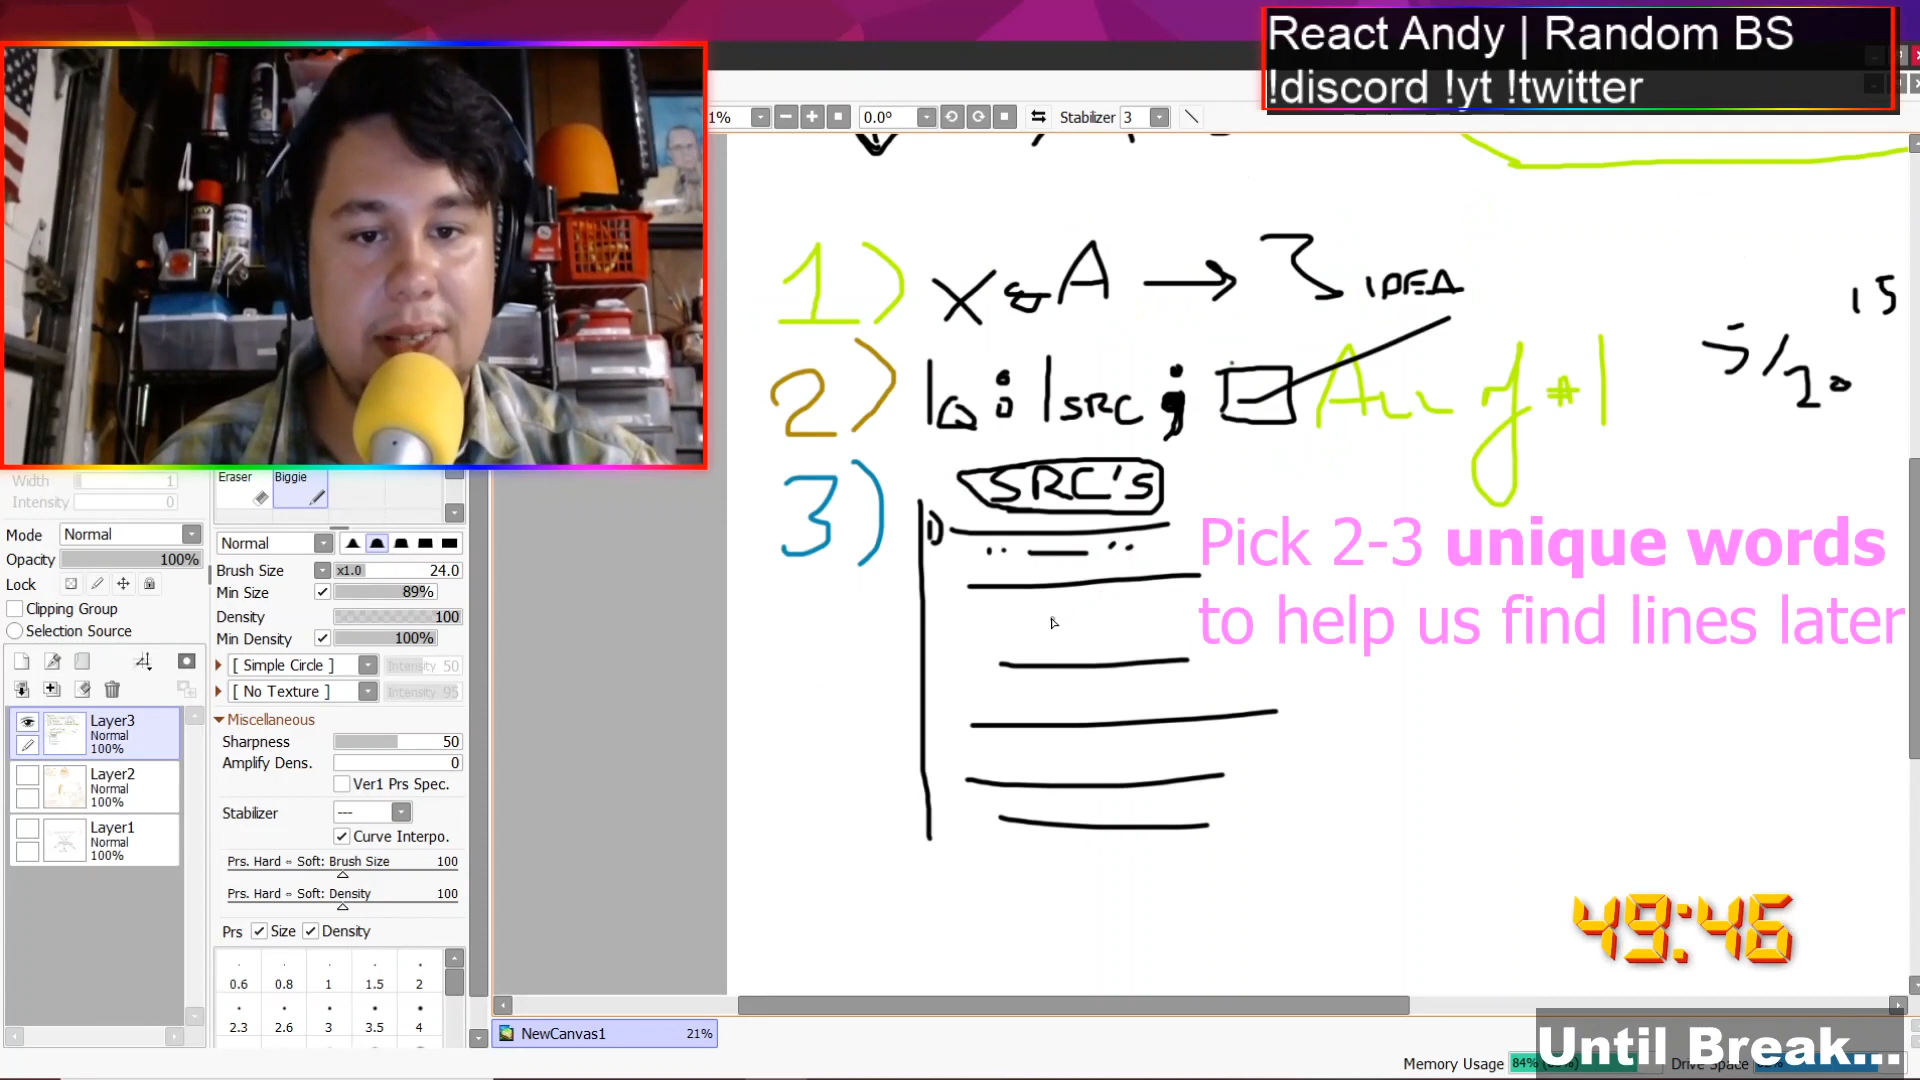 React Andy | Random BS
!discord !yt !twitter
1% 0.0° Stabilizer 3
1) X A → 3 IDEA
15
5/20
2) 1Q : 1SRC ; All of #1
3) SRC'S
1)
Pick 2-3 unique words
to help us find lines later
Width 1
Intensity 0
Mode Normal
Opacity 100%
Lock
Clipping Group
Selection Source
Layer3
Normal
100%
Layer2
Normal
100%
Layer1
Normal
100%
Eraser Biggie
Normal
Brush Size x1.0 24.0
Min Size 89%
Density 100
Min Density 100%
[ Simple Circle ] Intensity 50
[ No Texture ] Intensity 95
Miscellaneous
Sharpness 50
Amplify Dens. 0
Ver1 Prs Spec.
Stabilizer ---
Curve Interpo.
Prs. Hard ⇔ Soft: Brush Size 100
Prs. Hard ⇔ Soft: Density 100
Prs Size Density
0.6 0.8 1 1.5 2
2.3 2.6 3 3.5 4
NewCanvas1 21%
49:46
Until Break...
Memory Usage 84%
Drive Space